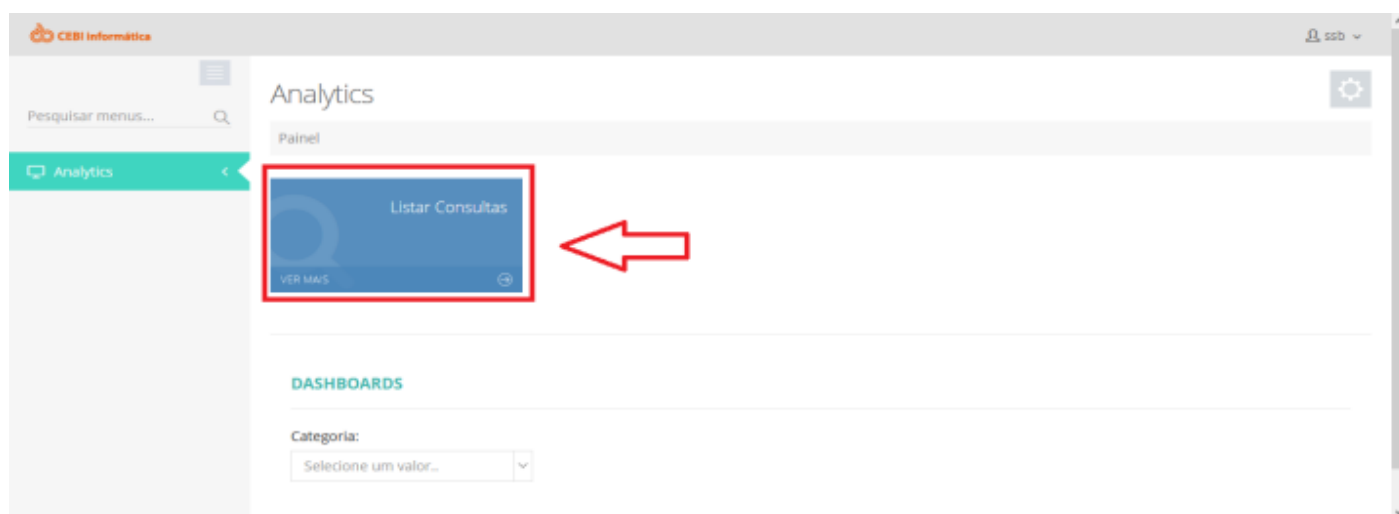 CEBI informática
ssb
Pesquisar menus...
Analytics
Analytics
Painel
Listar Consultas
VER MAIS
DASHBOARDS
Categoria:
Selecione um valor..